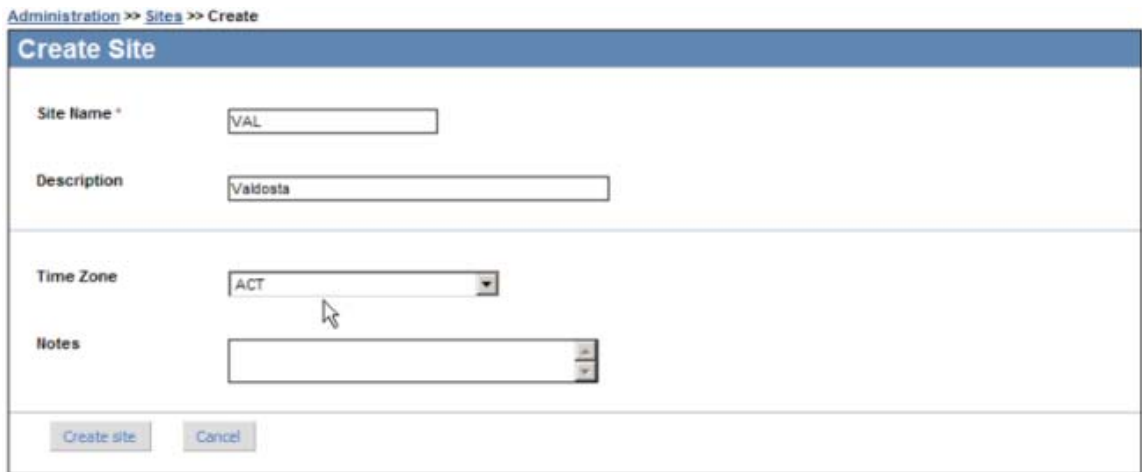 Administration >> Sites >> Create
Create Site
Site Name *
VAL
Description
Valdosta
Time Zone
ACT
Notes
Create site Cancel